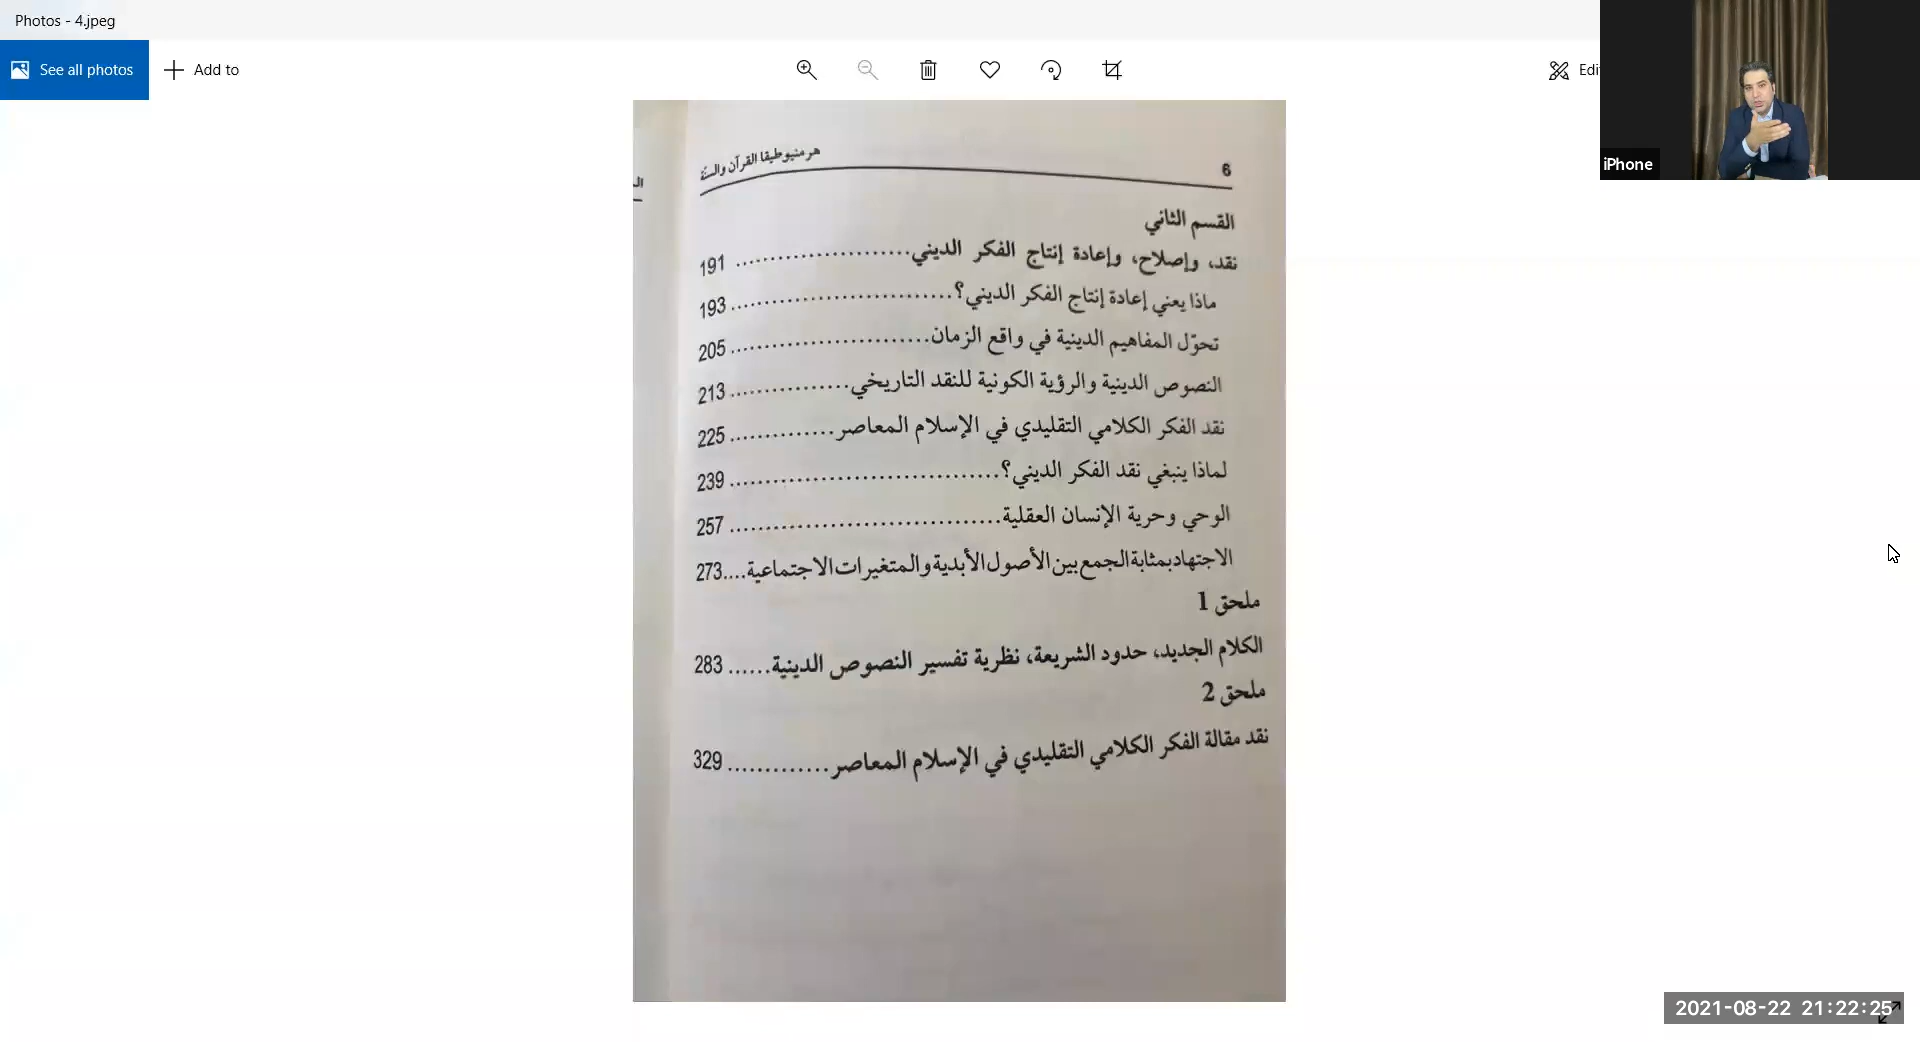 Photos - 4.jpeg
See all photos
Add to
Edi
iPhone
هرمنيوطيقا القرآن والسنّة
6
القسم الثاني
نقد، وإصلاح، وإعادة إنتاج الفكر الديني..................... 191
ماذا يعني إعادة إنتاج الفكر الديني؟............................ 193
تحوّل المفاهيم الدينية في واقع الزمان......................... 205
النصوص الدينية والرؤية الكونية للنقد التاريخي............... 213
نقد الفكر الكلامي التقليدي في الإسلام المعاصر.............. 225
لماذا ينبغي نقد الفكر الديني؟................................. 239
الوحي وحرية الإنسان العقلية................................. 257
الاجتهاد بمثابة الجمع بين الأصول الأبدية والمتغيرات الاجتماعية....273
ملحق 1
الكلام الجديد، حدود الشريعة، نظرية تفسير النصوص الدينية...... 283
ملحق 2
نقد مقالة الفكر الكلامي التقليدي في الإسلام المعاصر............. 329
2021-08-22 21:22:25